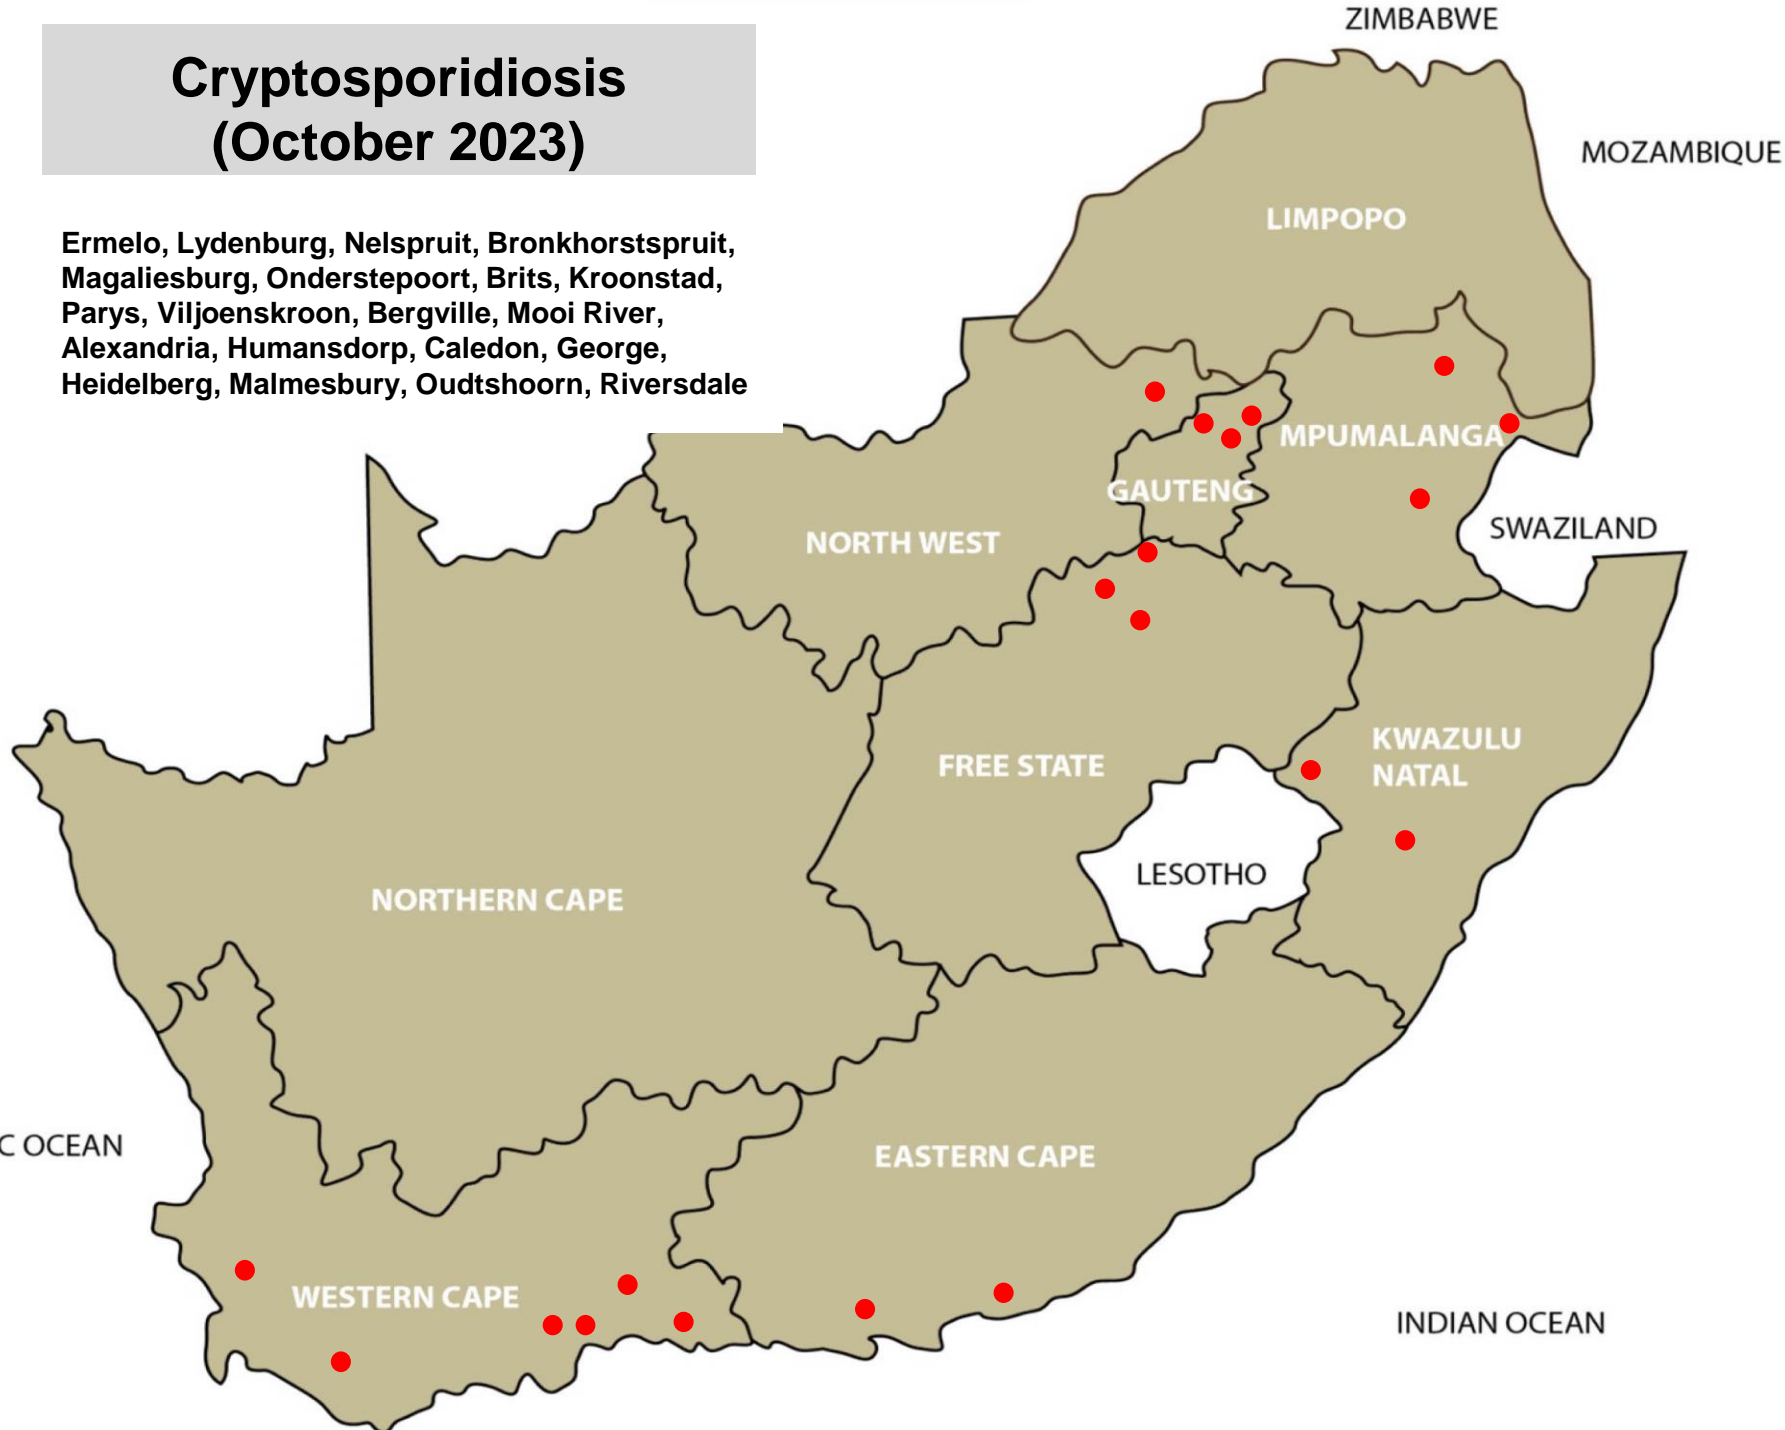 Cryptosporidiosis
(October 2023)
Ermelo, Lydenburg, Nelspruit, Bronkhorstspruit,
Magaliesburg, Onderstepoort, Brits, Kroonstad,
Parys, Viljoenskroon, Bergville, Mooi River,
Alexandria, Humansdorp, Caledon, George,
Heidelberg, Malmesbury, Oudtshoorn, Riversdale
ZIMBABWE
MOZAMBIQUE
LIMPOPO
MPUMALANGA
GAUTENG
NORTH WEST
SWAZILAND
KWAZULU
NATAL
FREE STATE
LESOTHO
NORTHERN CAPE
C OCEAN
EASTERN CAPE
WESTERN CAPE
INDIAN OCEAN